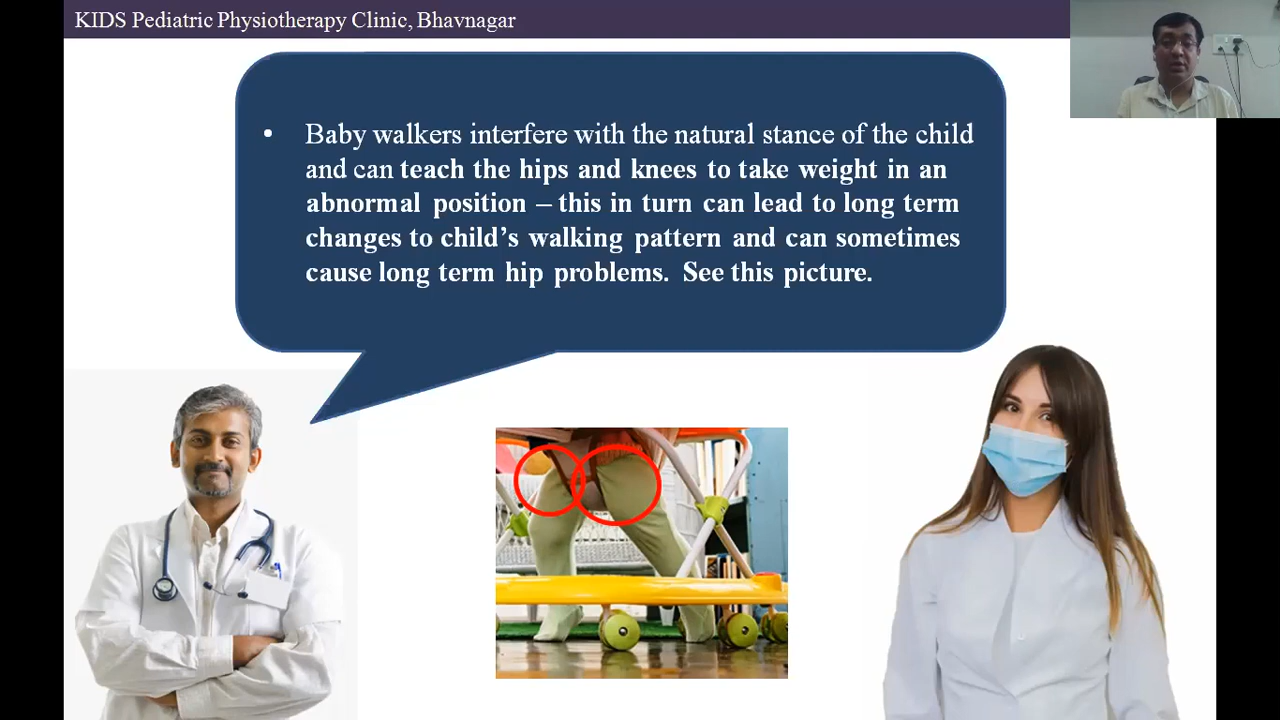 KIDS Pediatric Physiotherapy Clinic, Bhavnagar
• Baby walkers interfere with the natural stance of the child
and can teach the hips and knees to take weight in an
abnormal position – this in turn can lead to long term
changes to child’s walking pattern and can sometimes
cause long term hip problems. See this picture.